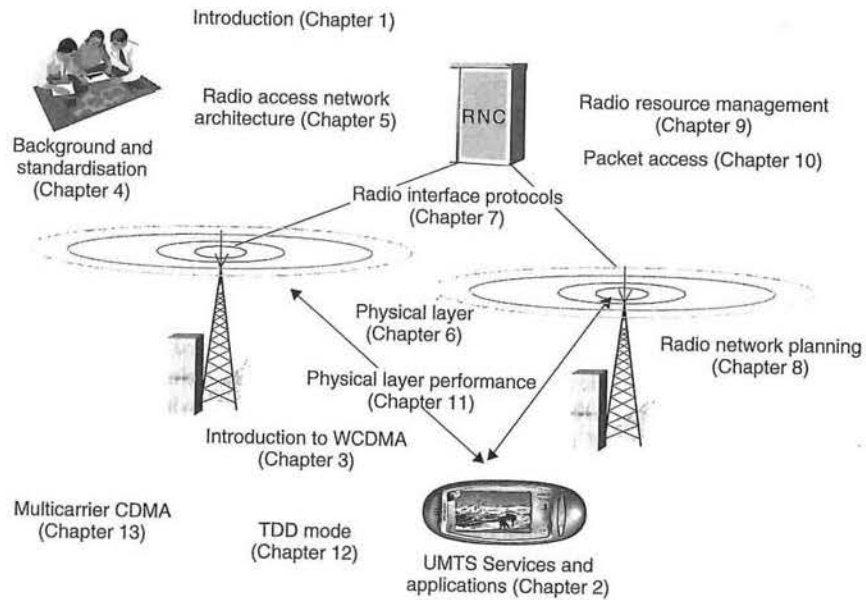 Introduction (Chapter 1)
Radio access network
architecture (Chapter 5)
RNC
Radio resource management
(Chapter 9)
Packet access (Chapter 10)
Background and
standardisation
(Chapter 4)
Radio interface protocols
(Chapter 7)
Physical layer
(Chapter 6)
Radio network planning
(Chapter 8)
Physical layer performance
(Chapter 11)
Introduction to WCDMA
(Chapter 3)
Multicarrier CDMA
(Chapter 13)
TDD mode
(Chapter 12)
UMTS Services and
applications (Chapter 2)